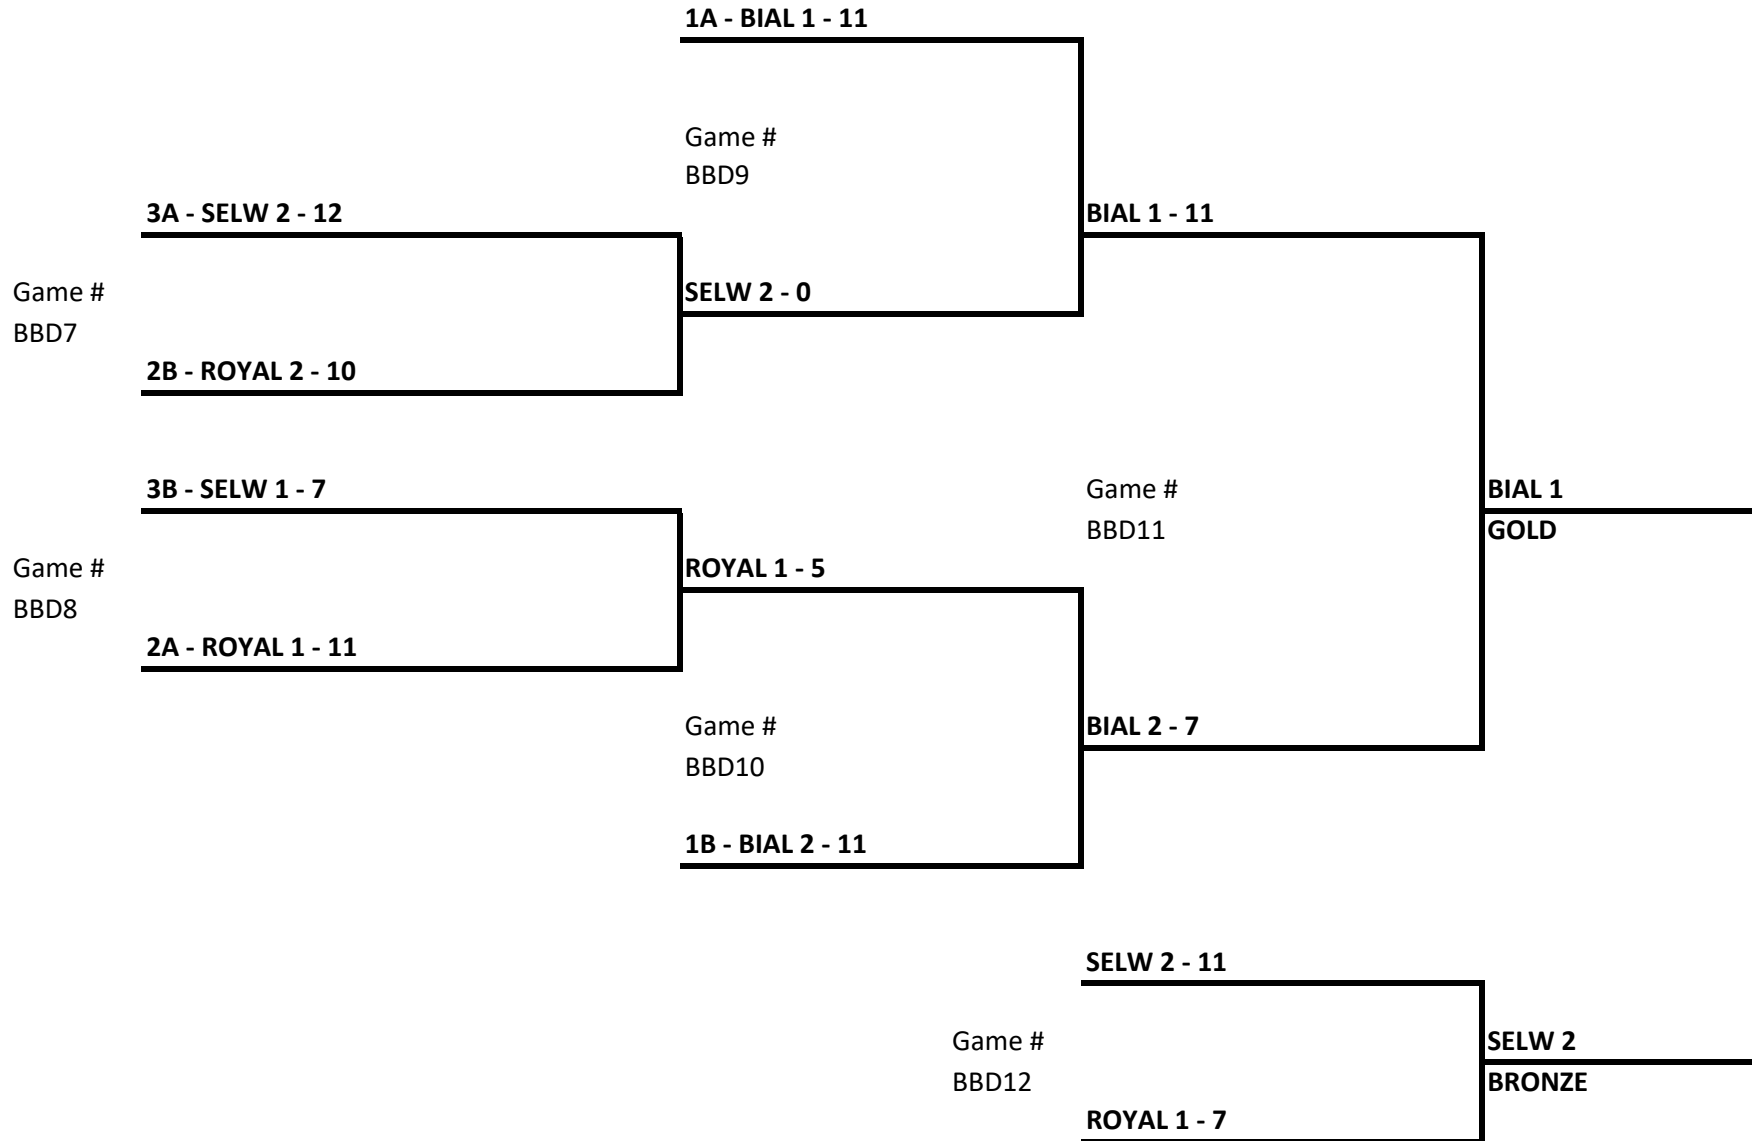 1A - BIAL 1 - 11
Game #
BBD9
3A - SELW 2 - 12
BIAL 1 - 11
Game #
BBD7
SELW 2 - 0
2B - ROYAL 2 - 10
3B - SELW 1 - 7
Game #
BBD11
BIAL 1
GOLD
Game #
BBD8
ROYAL 1 - 5
2A - ROYAL 1 - 11
Game #
BBD10
BIAL 2 - 7
1B - BIAL 2 - 11
SELW 2 - 11
Game #
BBD12
SELW 2
BRONZE
ROYAL 1 - 7